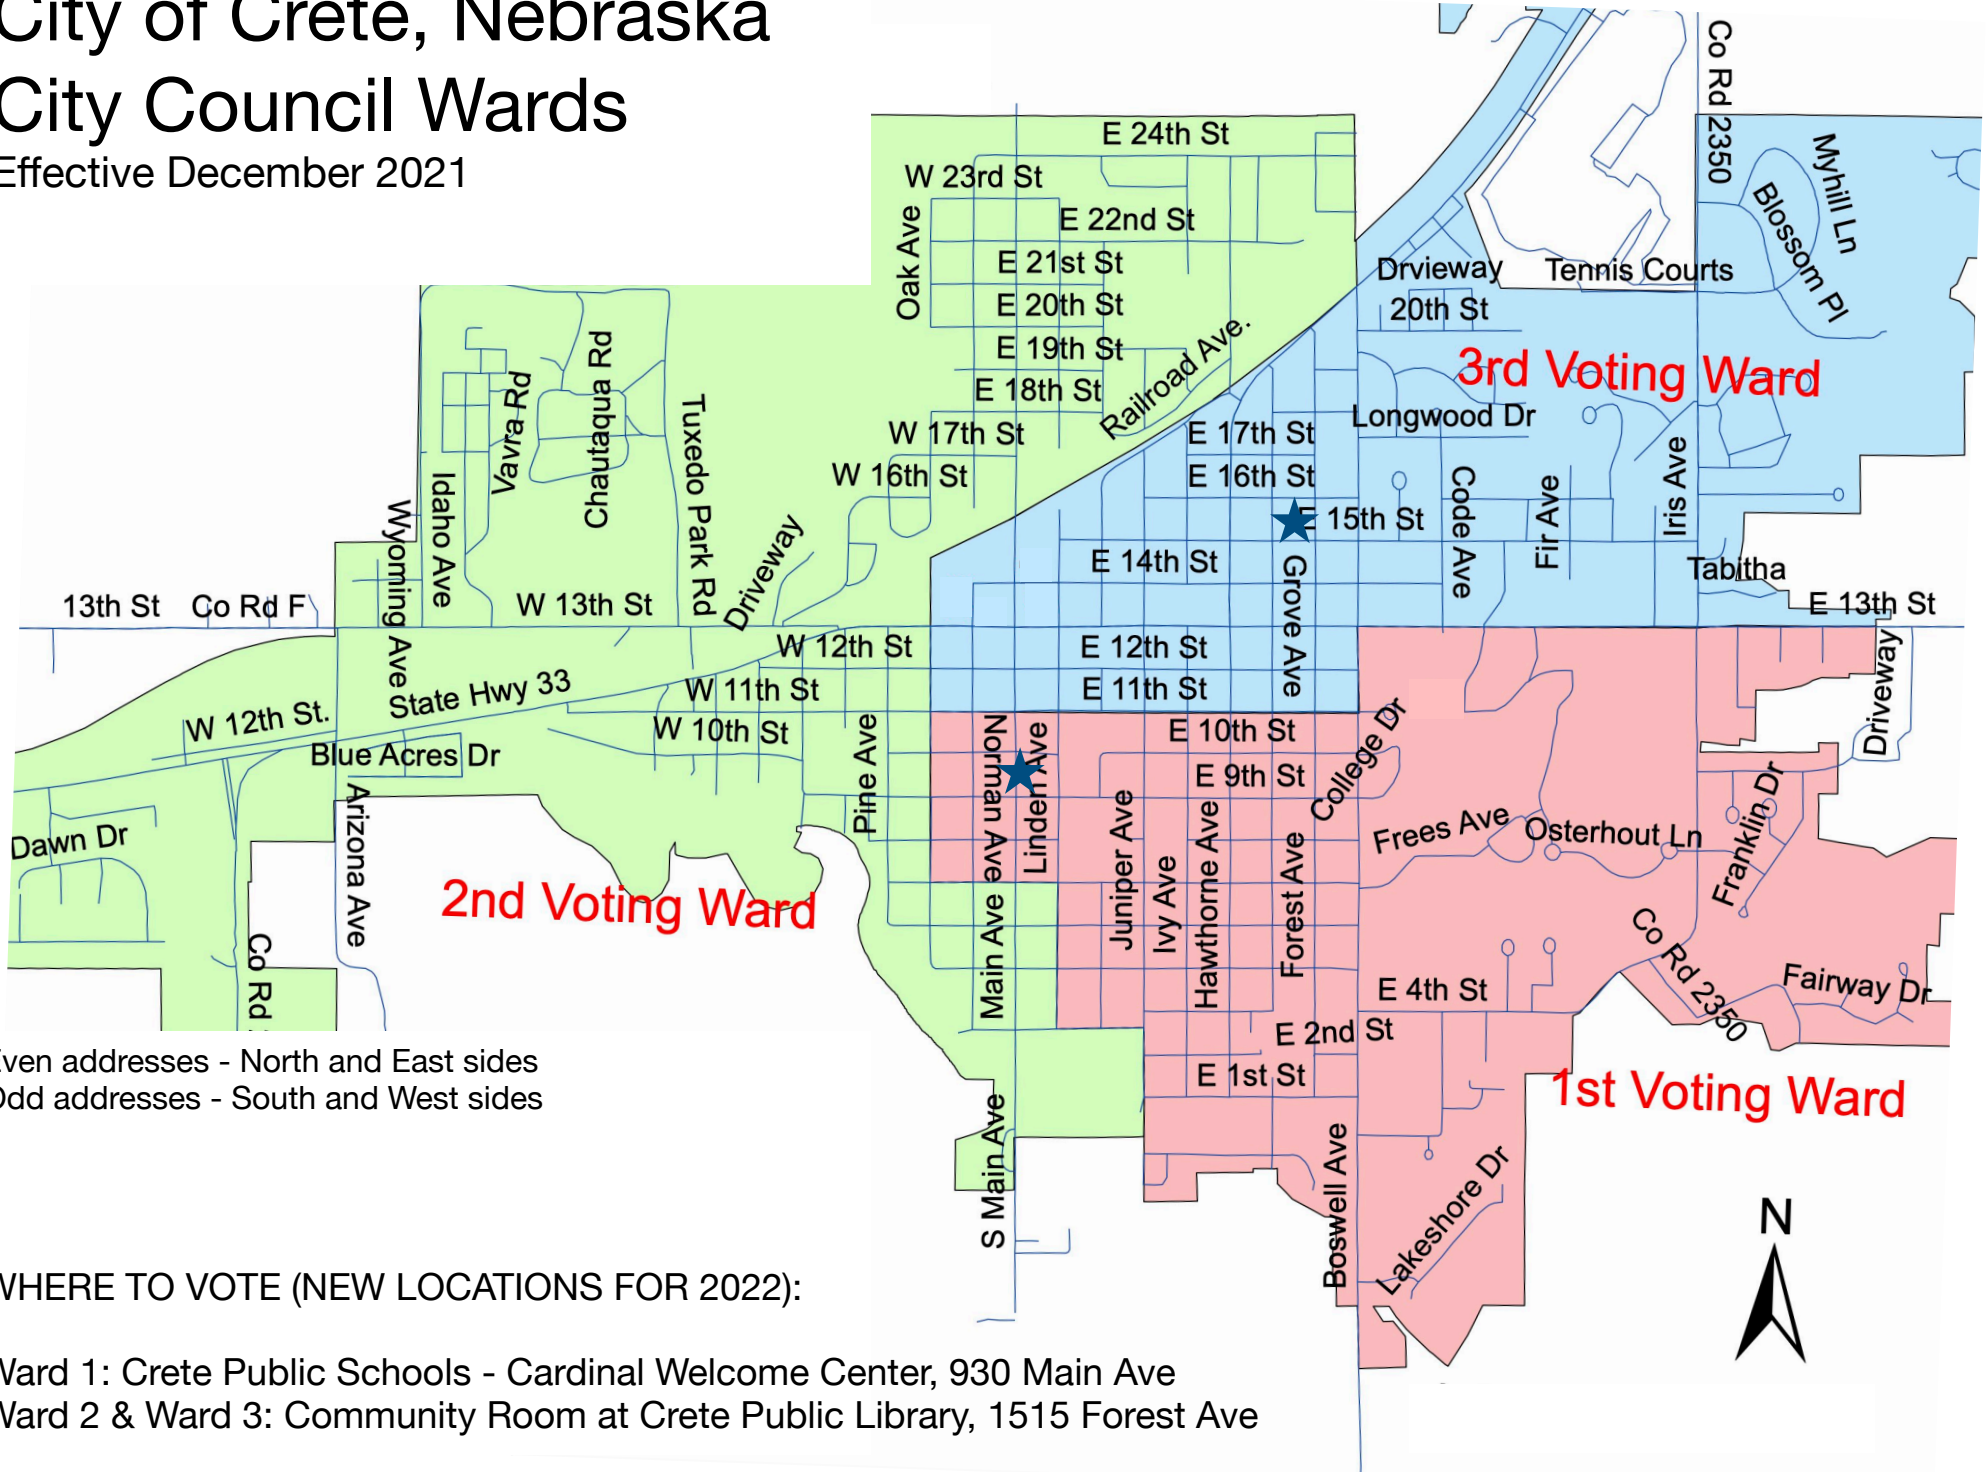 City of Crete, Nebraska
City Council Wards
Effective December 2021
Co Rd 2350
E 24th St
W 23rd St
E 22nd St
Oak Ave
E 21st St
E 20th St
E 19th St
E 18th St
Railroad Ave.
W 17th St
W 16th St
Myhill Ln
Blossom Pl
Drvieway
Tennis Courts
20th St
3rd Voting Ward
Longwood Dr
E 17th St
E 16th St
E 15th St
Code Ave
Fir Ave
Iris Ave
Tabitha
E 13th St
E 14th St
Grove Ave
E 12th St
E 11th St
Vavra Rd
Chautauqua Rd
Tuxedo Park Rd
Idaho Ave
Wyoming Ave
Driveway
13th St
Co Rd F
W 13th St
W 12th St
W 11th St
W 10th St
State Hwy 33
W 12th St.
Blue Acres Dr
Pine Ave
Arizona Ave
Dawn Dr
Co Rd
2nd Voting Ward
Norman Ave
Linden Ave
Main Ave
Juniper Ave
Ivy Ave
Hawthorne Ave
Forest Ave
E 10th St
E 9th St
College Dr
Frees Ave
Osterhout Ln
Franklin Dr
Driveway
Co Rd 2350
Fairway Dr
E 4th St
E 2nd St
E 1st St
1st Voting Ward
S Main Ave
Boswell Ave
Lakeshore Dr
N
Even addresses - North and East sides
Odd addresses - South and West sides
WHERE TO VOTE (NEW LOCATIONS FOR 2022):
Ward 1: Crete Public Schools - Cardinal Welcome Center, 930 Main Ave
Ward 2 & Ward 3: Community Room at Crete Public Library, 1515 Forest Ave